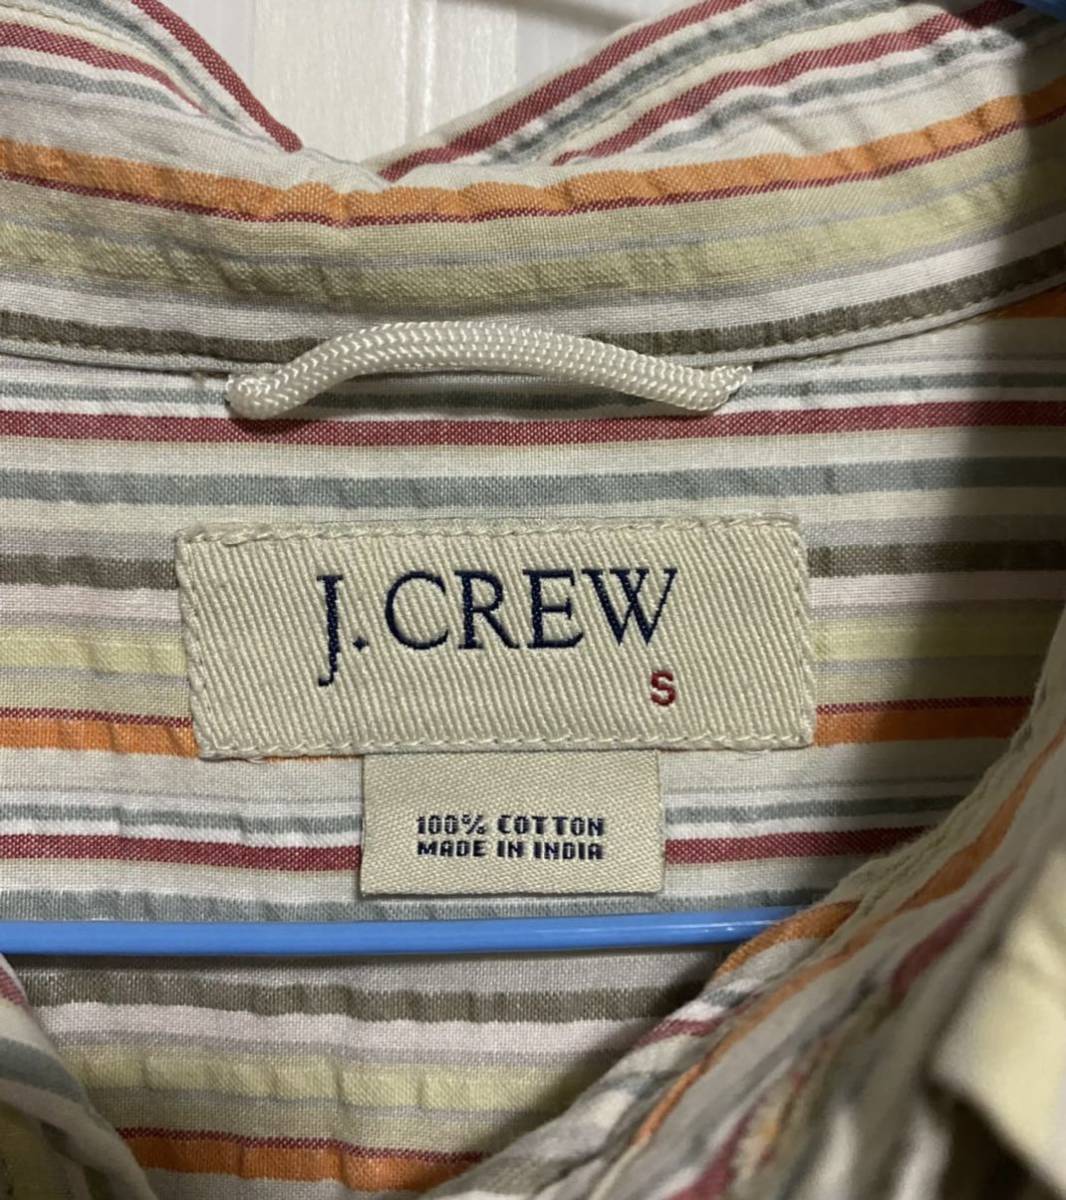 J.CREW
S
100% COTTON
MADE IN INDIA